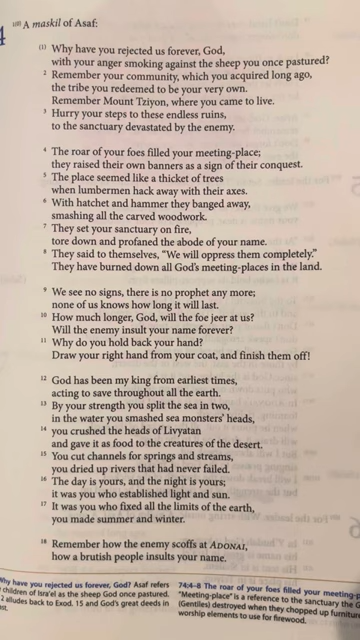 4
(0) A maskil of Asaf:
(1) Why have you rejected us forever, God,
with your anger smoking against the sheep you once pastured?
2 Remember your community, which you acquired long ago,
the tribe you redeemed to be your very own.
Remember Mount Tziyon, where you came to live.
3 Hurry your steps to these endless ruins,
to the sanctuary devastated by the enemy.
4 The roar of your foes filled your meeting-place;
they raised their own banners as a sign of their conquest.
5 The place seemed like a thicket of trees
when lumbermen hack away with their axes.
6 With hatchet and hammer they banged away,
smashing all the carved woodwork.
7 They set your sanctuary on fire,
tore down and profaned the abode of your name.
8 They said to themselves, “We will oppress them completely.”
They have burned down all God's meeting-places in the land.
9 We see no signs, there is no prophet any more;
none of us knows how long it will last.
10 How much longer, God, will the foe jeer at us?
Will the enemy insult your name forever?
11 Why do you hold back your hand?
Draw your right hand from your coat, and finish them off!
12 God has been my king from earliest times,
acting to save throughout all the earth.
13 By your strength you split the sea in two,
in the water you smashed sea monsters' heads,
14 you crushed the heads of Livyatan
and gave it as food to the creatures of the desert.
15 You cut channels for springs and streams,
you dried up rivers that had never failed.
16 The day is yours, and the night is yours;
it was you who established light and sun.
17 It was you who fixed all the limits of the earth,
you made summer and winter.
18 Remember how the enemy scoffs at ADONAI,
how a brutish people insults your name.
Why have you rejected us forever, God? Asaf refers
children of Isra'el as the sheep God once pastured.
2 alludes back to Exod. 15 and God's great deeds in
74:4–8 The roar of your foes filled your meeting-p
"Meeting-place" is a reference to the sanctuary the G
(Gentiles) destroyed when they chopped up furniture
worship elements to use for firewood.